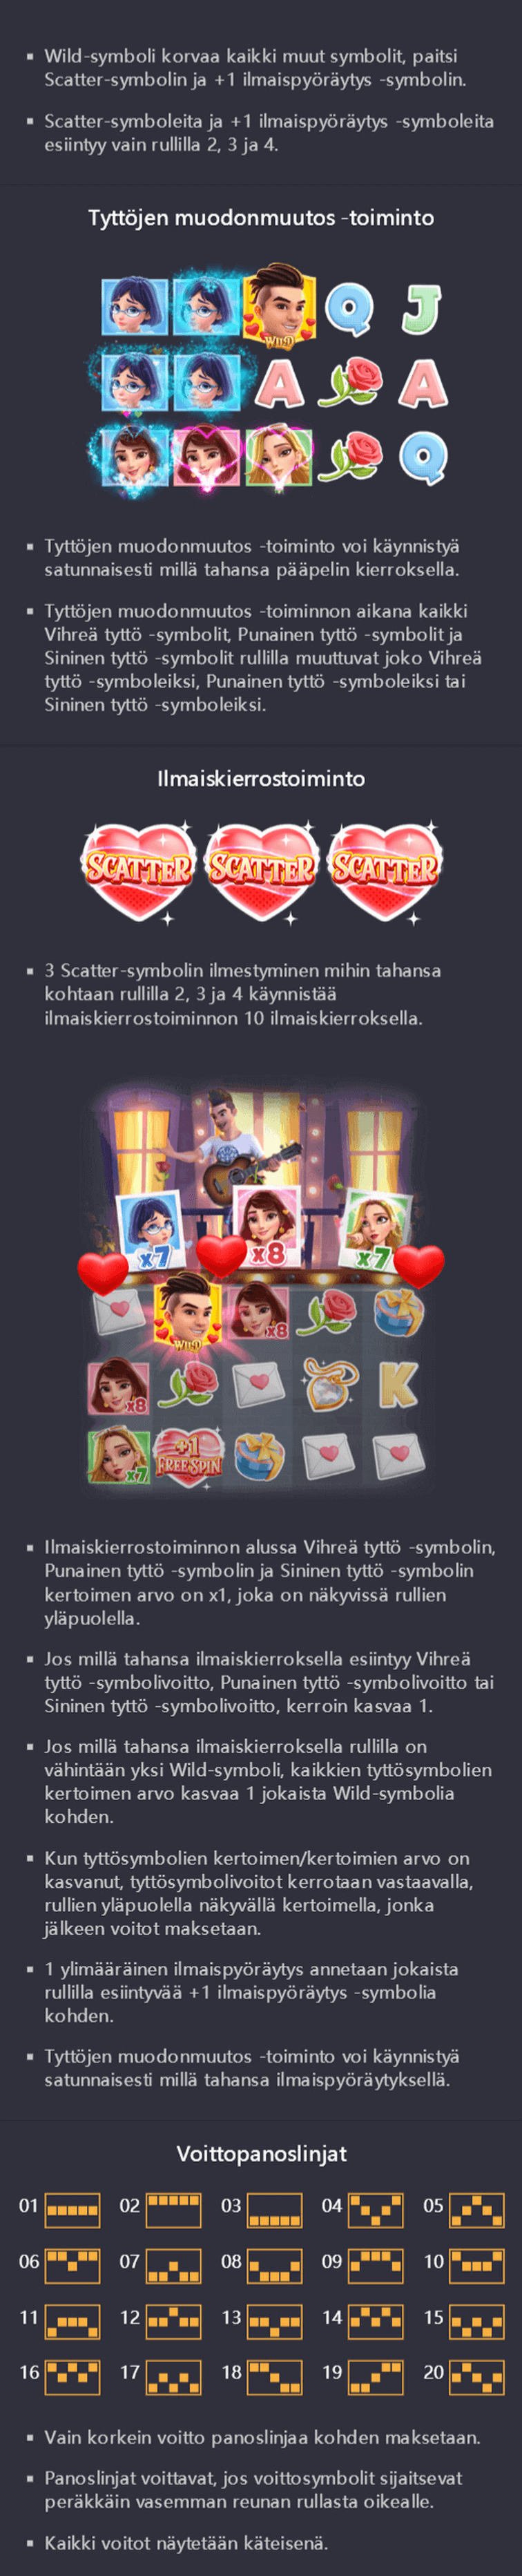 ▪ Wild-symboli korvaa kaikki muut symbolit, paitsi
Scatter-symbolin ja +1 ilmaispyöräytys -symbolin.
▪ Scatter-symboleita ja +1 ilmaispyöräytys -symboleita
esiintyy vain rullilla 2, 3 ja 4.
Tyttöjen muodonmuutos -toiminto
WILD Q J
A A
Q
▪ Tyttöjen muodonmuutos -toiminto voi käynnistyä
satunnaisesti millä tahansa pääpelin kierroksella.
▪ Tyttöjen muodonmuutos -toiminnon aikana kaikki
Vihreä tyttö -symbolit, Punainen tyttö -symbolit ja
Sininen tyttö -symbolit rullilla muuttuvat joko Vihreä
tyttö -symboleiksi, Punainen tyttö -symboleiksi tai
Sininen tyttö -symboleiksi.
Ilmaiskierrostoiminto
SCATTER SCATTER SCATTER
▪ 3 Scatter-symbolin ilmestyminen mihin tahansa
kohtaan rullilla 2, 3 ja 4 käynnistää
ilmaiskierrostoiminnon 10 ilmaiskierroksella.
x7 x8 x7
WILD x8
x8 K
x7 +1 FREE SPIN
▪ Ilmaiskierrostoiminnon alussa Vihreä tyttö -symbolin,
Punainen tyttö -symbolin ja Sininen tyttö -symbolin
kertoimen arvo on x1, joka on näkyvissä rullien
yläpuolella.
▪ Jos millä tahansa ilmaiskierroksella esiintyy Vihreä
tyttö -symbolivoitto, Punainen tyttö -symbolivoitto tai
Sininen tyttö -symbolivoitto, kerroin kasvaa 1.
▪ Jos millä tahansa ilmaiskierroksella rullilla on
vähintään yksi Wild-symboli, kaikkien tyttösymbolien
kertoimen arvo kasvaa 1 jokaista Wild-symbolia
kohden.
▪ Kun tyttösymbolien kertoimen/kertoimien arvo on
kasvanut, tyttösymbolivoitot kerrotaan vastaavalla,
rullien yläpuolella näkyvällä kertoimella, jonka
jälkeen voitot maksetaan.
▪ 1 ylimääräinen ilmaispyöräytys annetaan jokaista
rullilla esiintyvää +1 ilmaispyöräytys -symbolia
kohden.
▪ Tyttöjen muodonmuutos -toiminto voi käynnistyä
satunnaisesti millä tahansa ilmaispyöräytyksellä.
Voittopanoslinjat
01 02 03 04 05
06 07 08 09 10
11 12 13 14 15
16 17 18 19 20
▪ Vain korkein voitto panoslinjaa kohden maksetaan.
▪ Panoslinjat voittavat, jos voittosymbolit sijaitsevat
peräkkäin vasemman reunan rullasta oikealle.
▪ Kaikki voitot näytetään käteisenä.